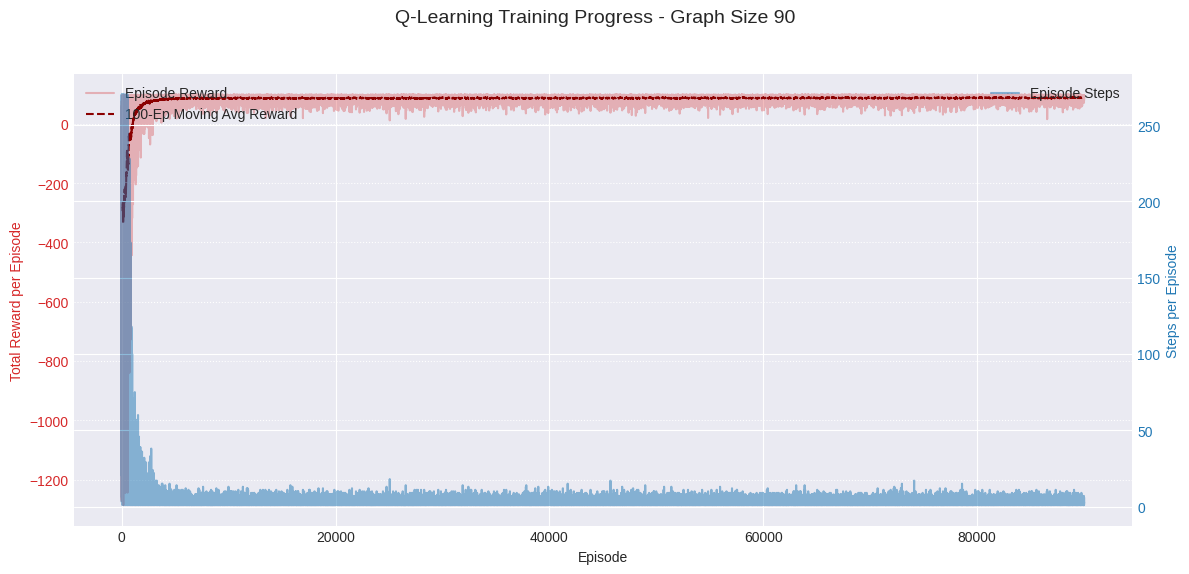 Q-Learning Training Progress - Graph Size 90
Episode Reward
100-Ep Moving Avg Reward
Episode Steps
Total Reward per Episode
0
−200
−400
−600
−800
−1000
−1200
250
200
150
100
50
0
Steps per Episode
0
20000
40000
60000
80000
Episode